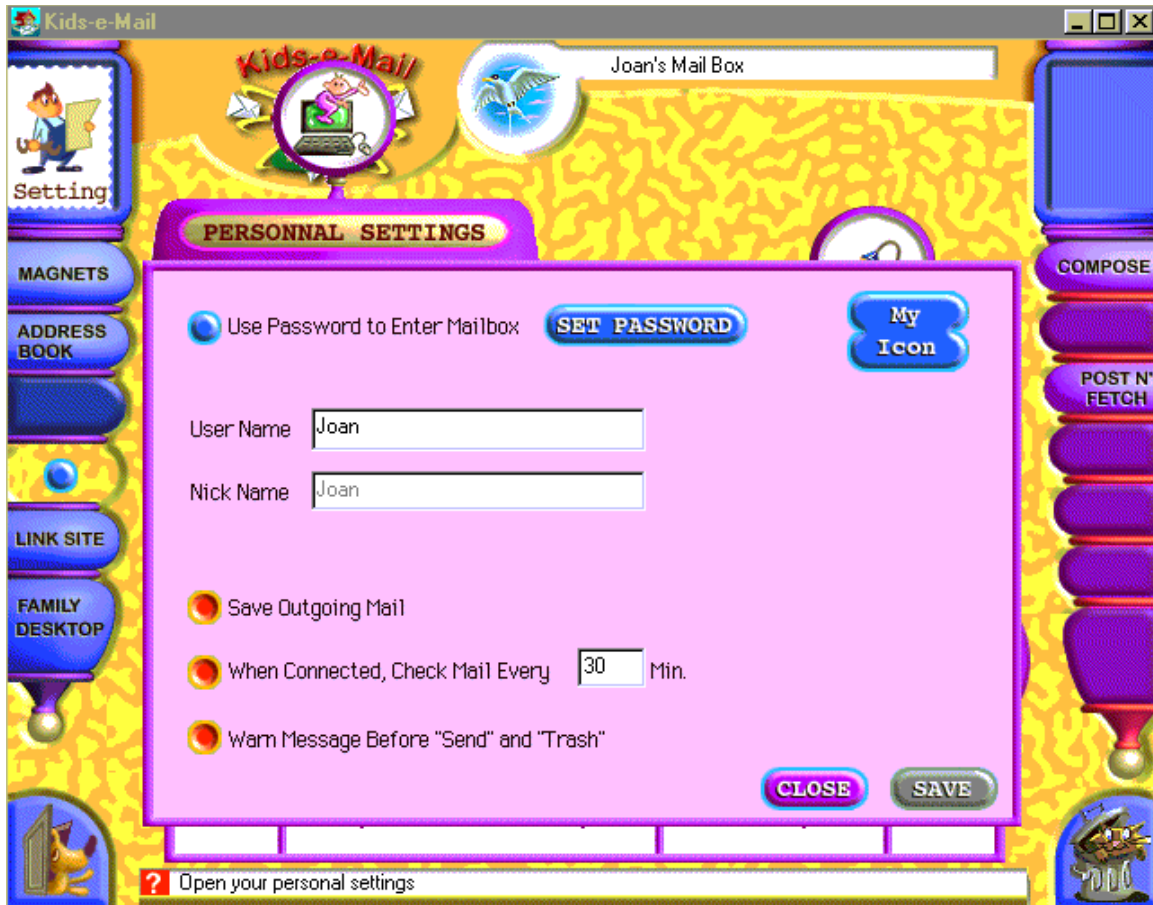 Kids-e-Mail
Kids-e-Mail
Joan's Mail Box
Setting
PERSONNAL SETTINGS
MAGNETS
ADDRESS
BOOK
LINK SITE
FAMILY
DESKTOP
Use Password to Enter Mailbox
SET PASSWORD
My
Icon
User Name
Joan
Nick Name
Joan
Save Outgoing Mail
When Connected, Check Mail Every
30
Min.
Warn Message Before "Send" and "Trash"
CLOSE
SAVE
COMPOSE
POST N'
FETCH
? Open your personal settings